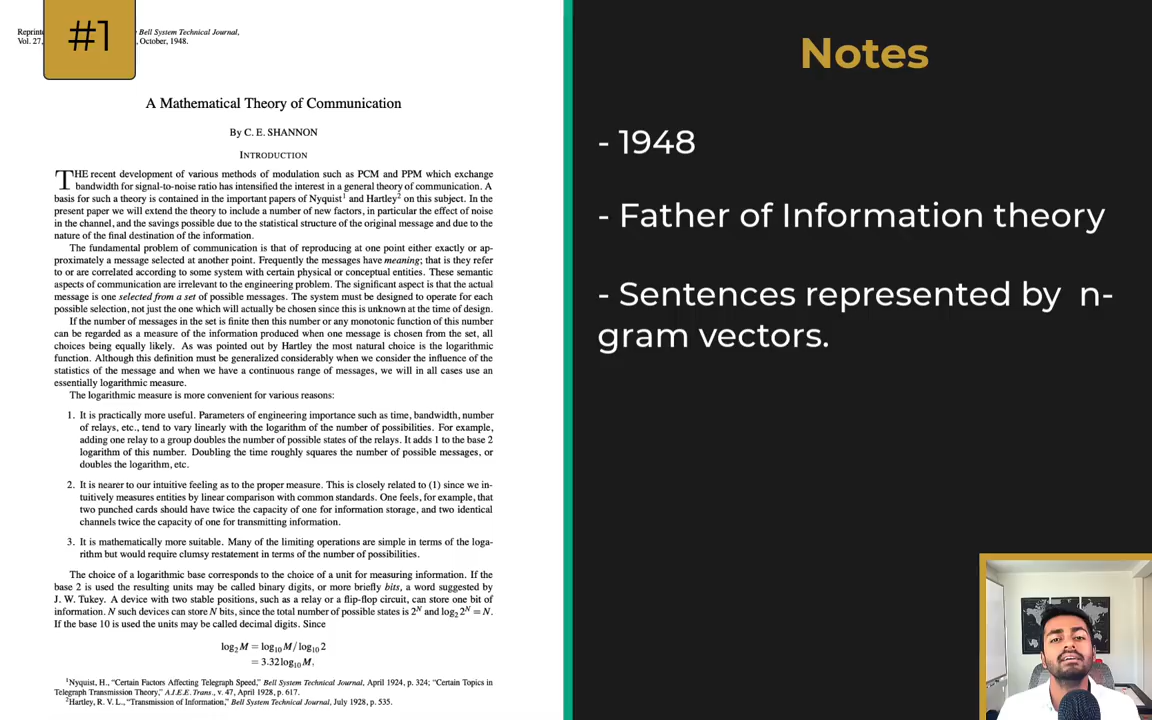 Reprint
Bell System Technical Journal,
Vol. 27,
, October, 1948.
#1
A Mathematical Theory of Communication
By C. E. SHANNON
INTRODUCTION
THE recent development of various methods of modulation such as PCM and PPM which exchange
bandwidth for signal-to-noise ratio has intensified the interest in a general theory of communication. A
basis for such a theory is contained in the important papers of Nyquist¹ and Hartley² on this subject. In the
present paper we will extend the theory to include a number of new factors, in particular the effect of noise
in the channel, and the savings possible due to the statistical structure of the original message and due to the
nature of the final destination of the information.
The fundamental problem of communication is that of reproducing at one point either exactly or ap-
proximately a message selected at another point. Frequently the messages have meaning; that is they refer
to or are correlated according to some system with certain physical or conceptual entities. These semantic
aspects of communication are irrelevant to the engineering problem. The significant aspect is that the actual
message is one selected from a set of possible messages. The system must be designed to operate for each
possible selection, not just the one which will actually be chosen since this is unknown at the time of design.
If the number of messages in the set is finite then this number or any monotonic function of this number
can be regarded as a measure of the information produced when one message is chosen from the set, all
choices being equally likely. As was pointed out by Hartley the most natural choice is the logarithmic
function. Although this definition must be generalized considerably when we consider the influence of the
statistics of the message and when we have a continuous range of messages, we will in all cases use an
essentially logarithmic measure.
The logarithmic measure is more convenient for various reasons:
1. It is practically more useful. Parameters of engineering importance such as time, bandwidth, number
of relays, etc., tend to vary linearly with the logarithm of the number of possibilities. For example,
adding one relay to a group doubles the number of possible states of the relays. It adds 1 to the base 2
logarithm of this number. Doubling the time roughly squares the number of possible messages, or
doubles the logarithm, etc.
2. It is nearer to our intuitive feeling as to the proper measure. This is closely related to (1) since we in-
tuitively measures entities by linear comparison with common standards. One feels, for example, that
two punched cards should have twice the capacity of one for information storage, and two identical
channels twice the capacity of one for transmitting information.
3. It is mathematically more suitable. Many of the limiting operations are simple in terms of the loga-
rithm but would require clumsy restatement in terms of the number of possibilities.
The choice of a logarithmic base corresponds to the choice of a unit for measuring information. If the
base 2 is used the resulting units may be called binary digits, or more briefly bits, a word suggested by
J. W. Tukey. A device with two stable positions, such as a relay or a flip-flop circuit, can store one bit of
information. N such devices can store N bits, since the total number of possible states is 2ᴺ and log₂ 2ᴺ = N.
If the base 10 is used the units may be called decimal digits. Since
log₂ M = log₁₀ M/log₁₀ 2
= 3.32 log₁₀ M.
¹Nyquist, H., “Certain Factors Affecting Telegraph Speed,” Bell System Technical Journal, April 1924, p. 324; “Certain Topics in
Telegraph Transmission Theory,” A.I.E.E. Trans., v. 47, April 1928, p. 617.
²Hartley, R. V. L., “Transmission of Information,” Bell System Technical Journal, July 1928, p. 535.
Notes
- 1948
- Father of Information theory
- Sentences represented by n-
gram vectors.